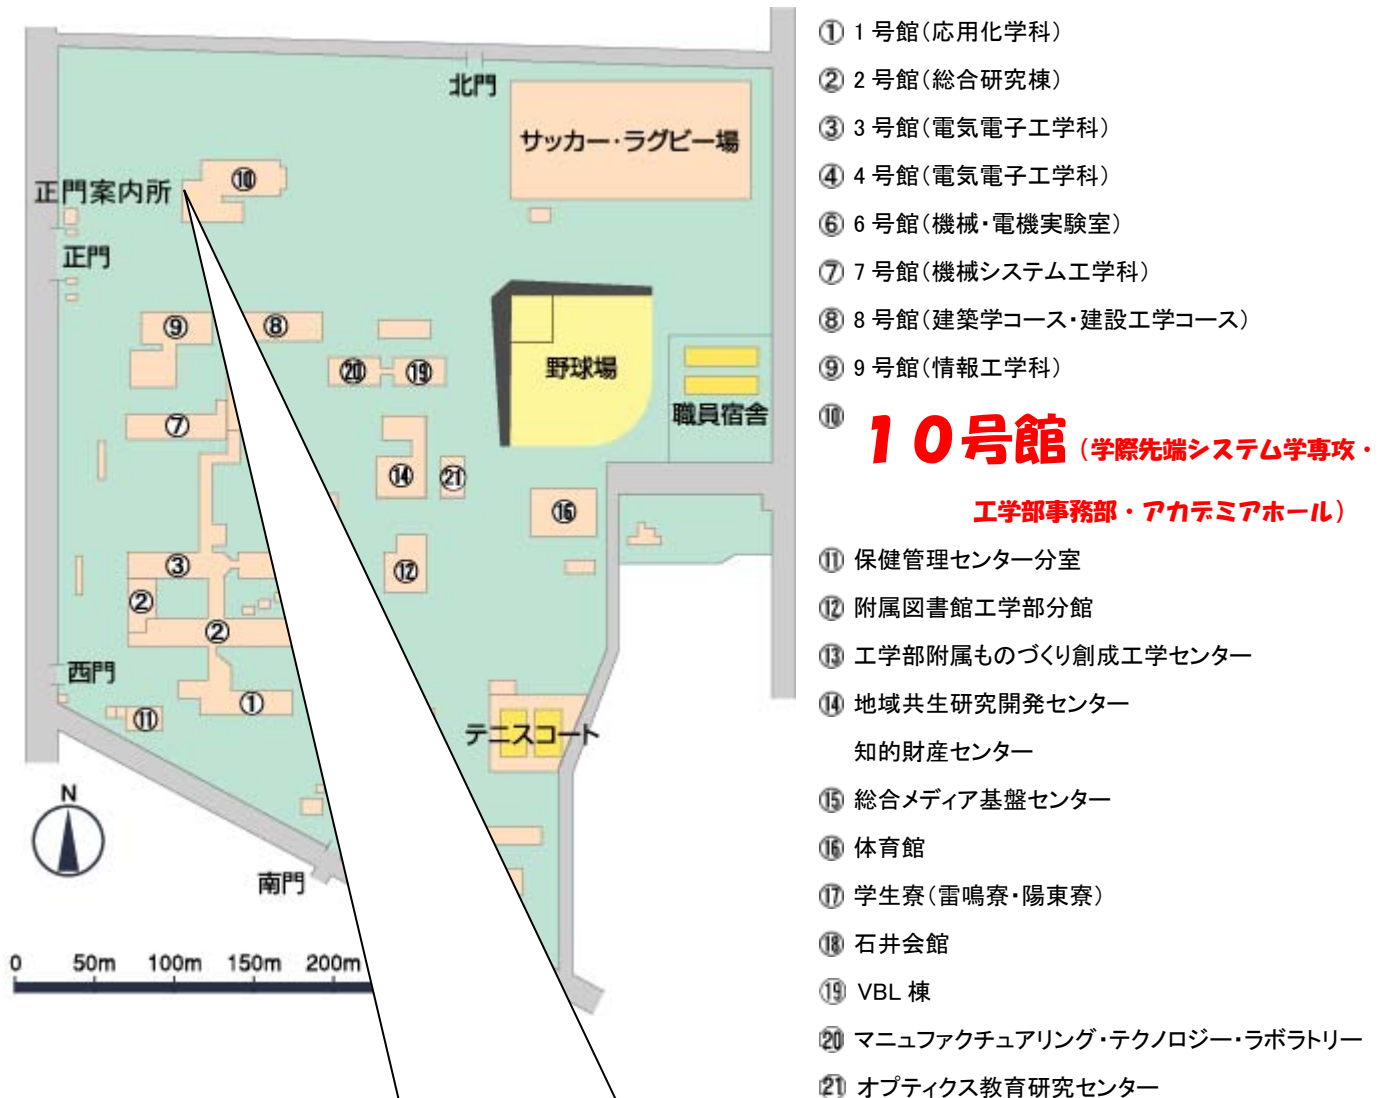 北門
サッカー・ラグビー場
正門案内所
⑩
正門
⑨
⑧
⑳
⑲
野球場
職員宿舎
⑦
⑭
㉑
⑯
③
⑫
②
②
西門
①
⑪
テニスコート
N
南門
0 50m 100m 150m 200m
① 1号館(応用化学科)
② 2号館(総合研究棟)
③ 3号館(電気電子工学科)
④ 4号館(電気電子工学科)
⑥ 6号館(機械・電機実験室)
⑦ 7号館(機械システム工学科)
⑧ 8号館(建築学コース・建設工学コース)
⑨ 9号館(情報工学科)
⑩ 10号館(学際先端システム学専攻・
工学部事務部・アカデミアホール)
⑪ 保健管理センター分室
⑫ 附属図書館工学部分館
⑬ 工学部附属ものづくり創成工学センター
⑭ 地域共生研究開発センター
知的財産センター
⑮ 総合メディア基盤センター
⑯ 体育館
⑰ 学生寮(雷鳴寮・陽東寮)
⑱ 石井会館
⑲ VBL 棟
⑳ マニュファクチュアリング・テクノロジー・ラボラトリー
㉑ オプティクス教育研究センター